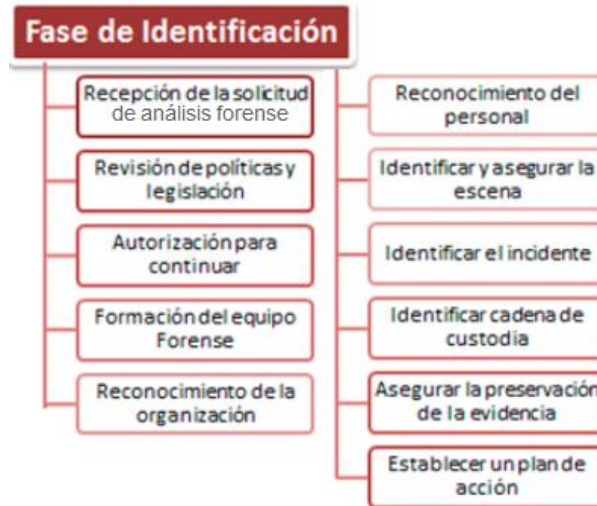 Fase de Identificación
Recepción de la solicitud
de análisis forense
Revisión de políticas y
legislación
Autorización para
continuar
Formación del equipo
Forense
Reconocimiento de la
organización
Reconocimiento del
personal
Identificar y asegurar la
escena
Identificar el incidente
Identificar cadena de
custodia
Asegurar la preservación
de la evidencia
Establecer un plan de
acción